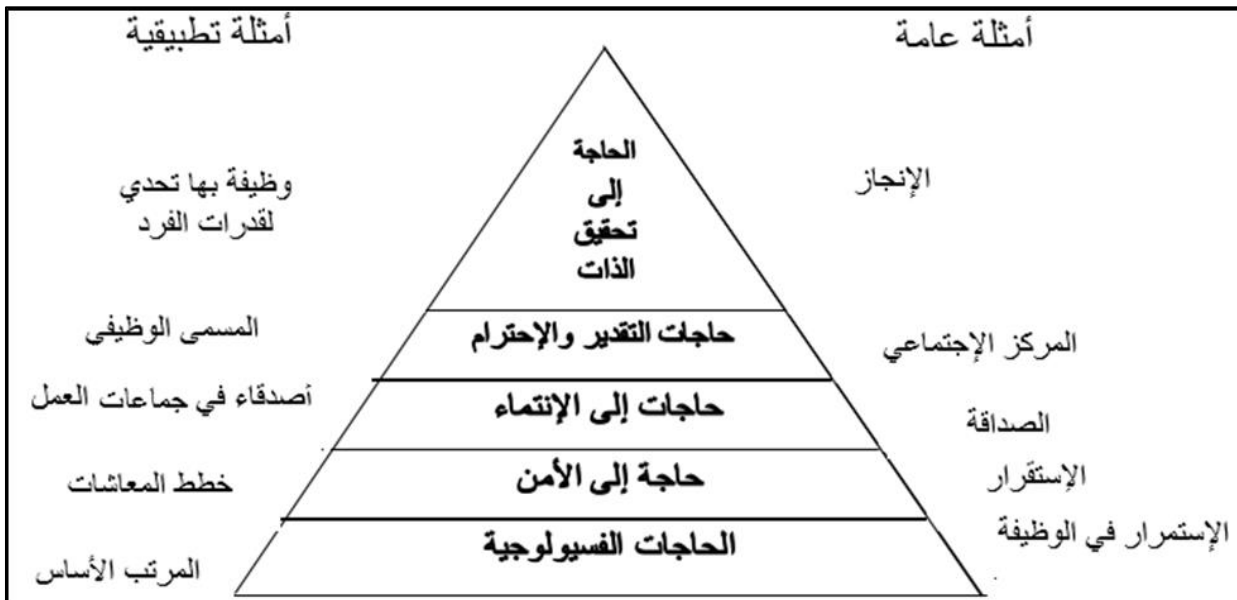 أمثلة عامة
أمثلة تطبيقية
الحاجة
إلى
تحقيق
الذات
الإنجاز
وظيفة بها تحدي
لقدرات الفرد
المركز الإجتماعي
حاجات التقدير والإحترام
المسمى الوظيفي
الصداقة
حاجات إلى الإنتماء
أصدقاء في جماعات العمل
الإستقرار
حاجة إلى الأمن
خطط المعاشات
الإستمرار في الوظيفة
الحاجات الفسيولوجية
المرتب الأساس